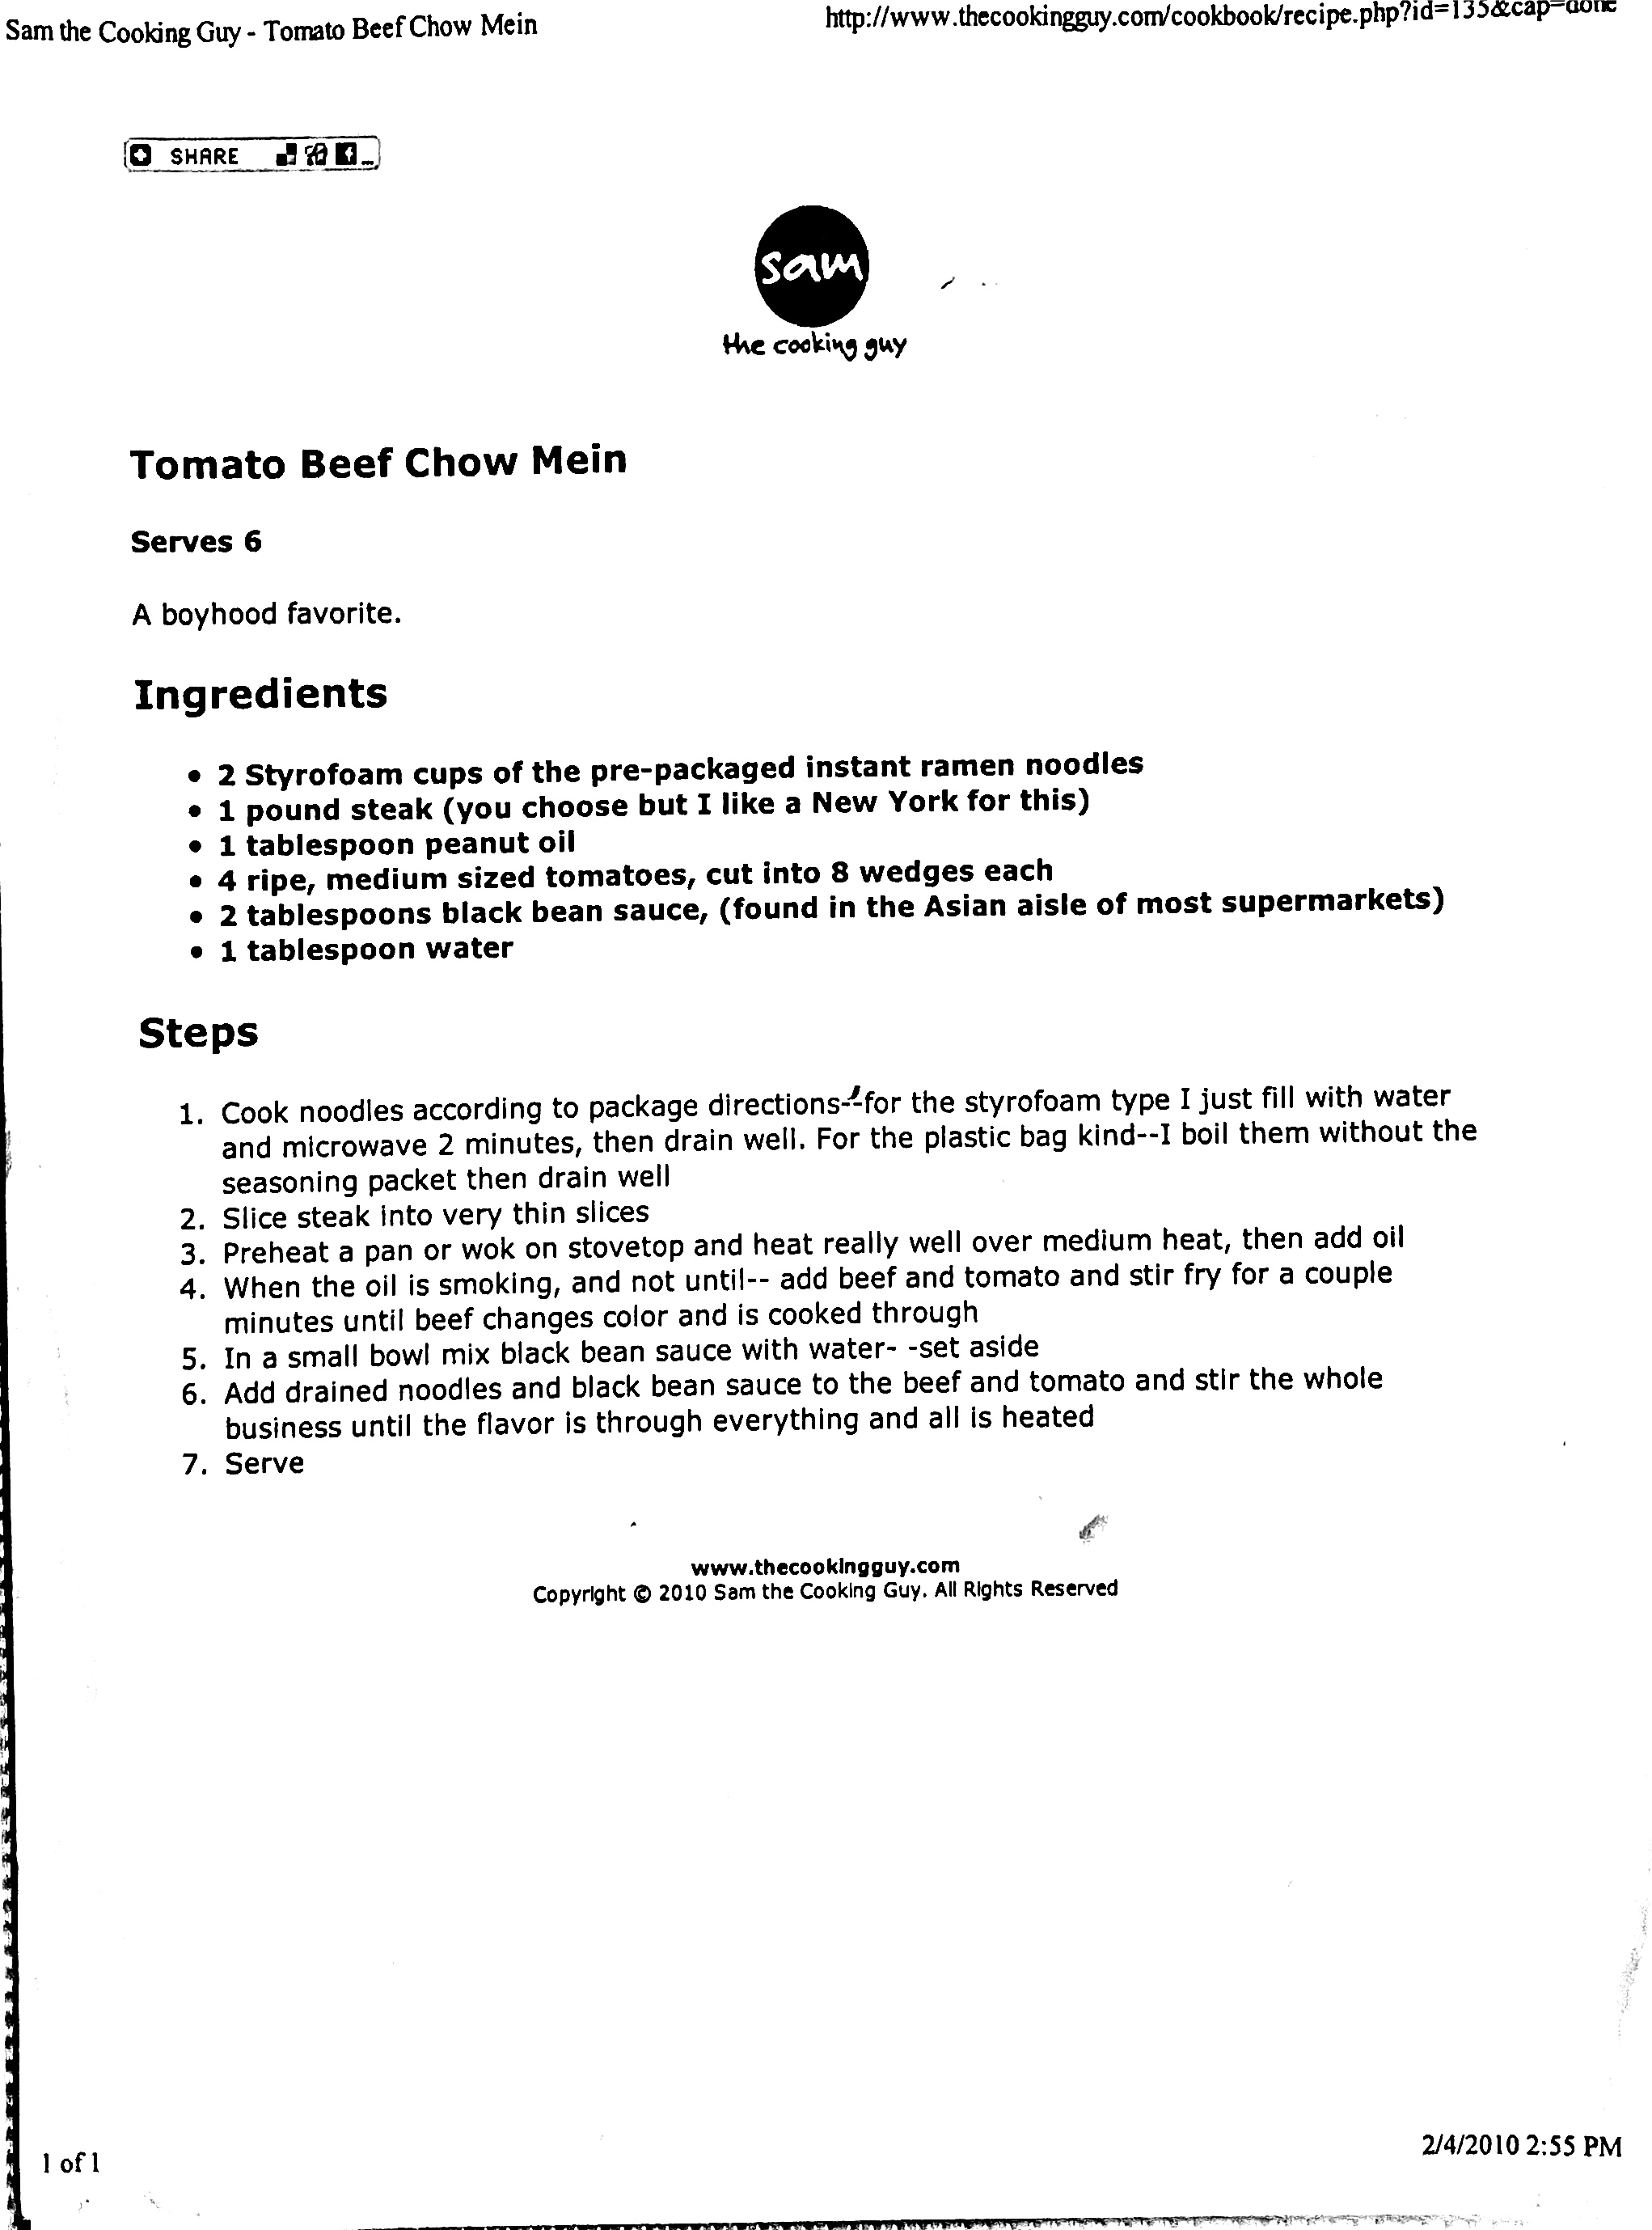 Sam the Cooking Guy - Tomato Beef Chow Mein
http://www.thecookingguy.com/cookbook/recipe.php?id=135&cap=done
SHARE
sam
the cooking guy
Tomato Beef Chow Mein
Serves 6
A boyhood favorite.
Ingredients
• 2 Styrofoam cups of the pre-packaged instant ramen noodles
• 1 pound steak (you choose but I like a New York for this)
• 1 tablespoon peanut oil
• 4 ripe, medium sized tomatoes, cut into 8 wedges each
• 2 tablespoons black bean sauce, (found in the Asian aisle of most supermarkets)
• 1 tablespoon water
Steps
1. Cook noodles according to package directions--for the styrofoam type I just fill with water
and microwave 2 minutes, then drain well. For the plastic bag kind--I boil them without the
seasoning packet then drain well
2. Slice steak into very thin slices
3. Preheat a pan or wok on stovetop and heat really well over medium heat, then add oil
4. When the oil is smoking, and not until-- add beef and tomato and stir fry for a couple
minutes until beef changes color and is cooked through
5. In a small bowl mix black bean sauce with water- -set aside
6. Add drained noodles and black bean sauce to the beef and tomato and stir the whole
business until the flavor is through everything and all is heated
7. Serve
www.thecookingguy.com
Copyright © 2010 Sam the Cooking Guy. All Rights Reserved
1 of 1
2/4/2010 2:55 PM